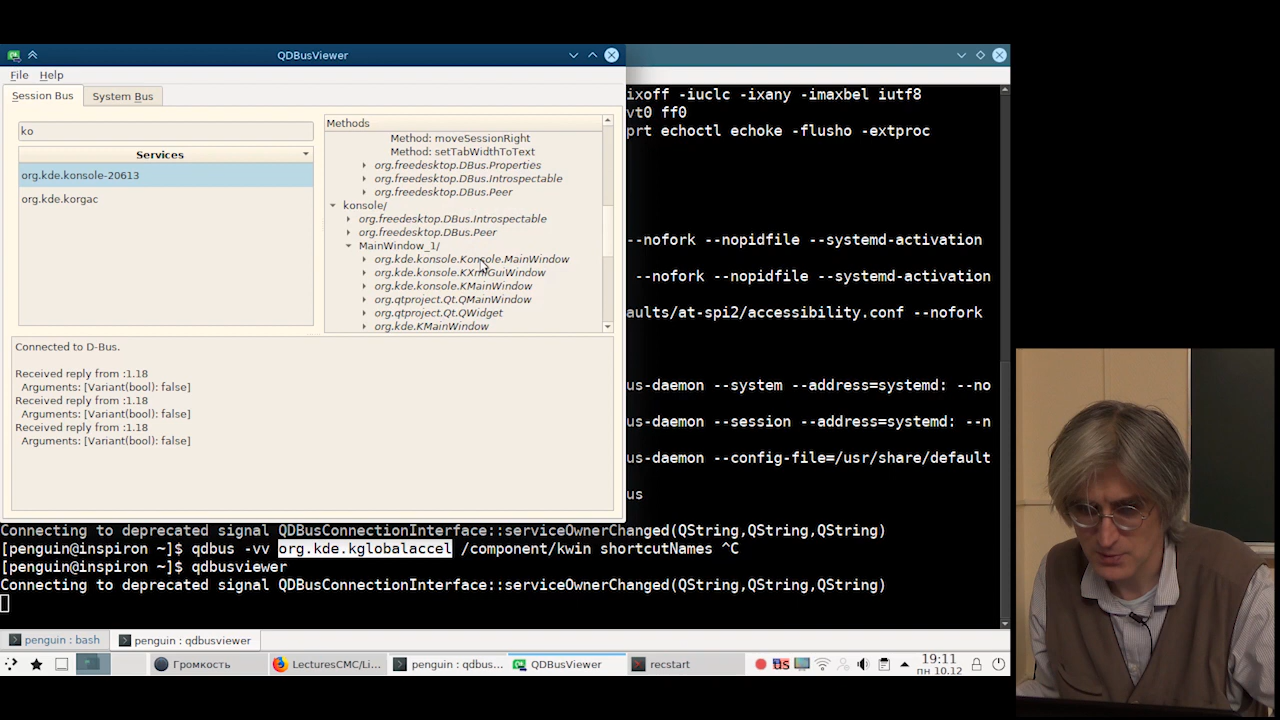 QDBusViewer
File Help
Session Bus System Bus
ko
Services
org.kde.konsole-20613
org.kde.korgac
Methods
Method: moveSessionRight
Method: setTabWidthToText
org.freedesktop.DBus.Properties
org.freedesktop.DBus.Introspectable
org.freedesktop.DBus.Peer
konsole/
org.freedesktop.DBus.Introspectable
org.freedesktop.DBus.Peer
MainWindow_1/
org.kde.konsole.Konsole.MainWindow
org.kde.konsole.KXmlGuiWindow
org.kde.konsole.KMainWindow
org.qtproject.Qt.QMainWindow
org.qtproject.Qt.QWidget
org.kde.KMainWindow
Connected to D-Bus.
Received reply from :1.18
Arguments: [Variant(bool): false]
Received reply from :1.18
Arguments: [Variant(bool): false]
Received reply from :1.18
Arguments: [Variant(bool): false]
ixoff -iuclc -ixany -imaxbel iutf8
vt0 ff0
prt echoctl echoke -flusho -extproc
--nofork --nopidfile --systemd-activation
--nofork --nopidfile --systemd-activation
aults/at-spi2/accessibility.conf --nofork
us-daemon --system --address=systemd: --no
us-daemon --session --address=systemd: --n
us-daemon --config-file=/usr/share/default
us
Connecting to deprecated signal QDBusConnectionInterface::serviceOwnerChanged(QString,QString,QString)
[penguin@inspiron ~]$ qdbus -vv org.kde.kglobalaccel /component/kwin shortcutNames ^C
[penguin@inspiron ~]$ qdbusviewer
Connecting to deprecated signal QDBusConnectionInterface::serviceOwnerChanged(QString,QString,QString)
penguin : bash penguin : qdbusviewer
Громкость LecturesCMC/Li... penguin : qdbus... QDBusViewer recstart US 19:11
пн 10.12